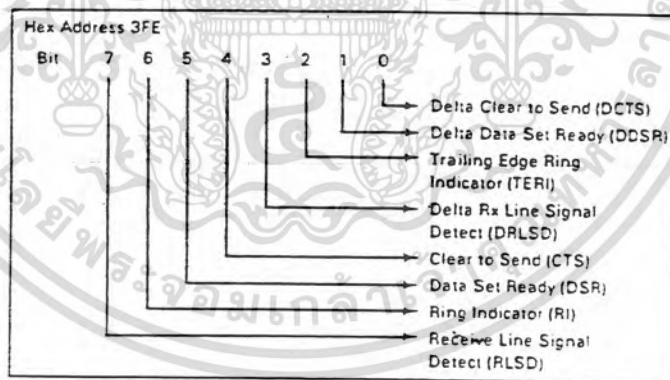 Hex Address 3FE
Bit 7 6 5 4 3 2 1 0
Delta Clear to Send (DCTS)
Delta Data Set Ready (DDSR)
Trailing Edge Ring
Indicator (TERI)
Delta Rx Line Signal
Detect (DRLSD)
Clear to Send (CTS)
Data Set Ready (DSR)
Ring Indicator (RI)
Receive Line Signal
Detect (RLSD)